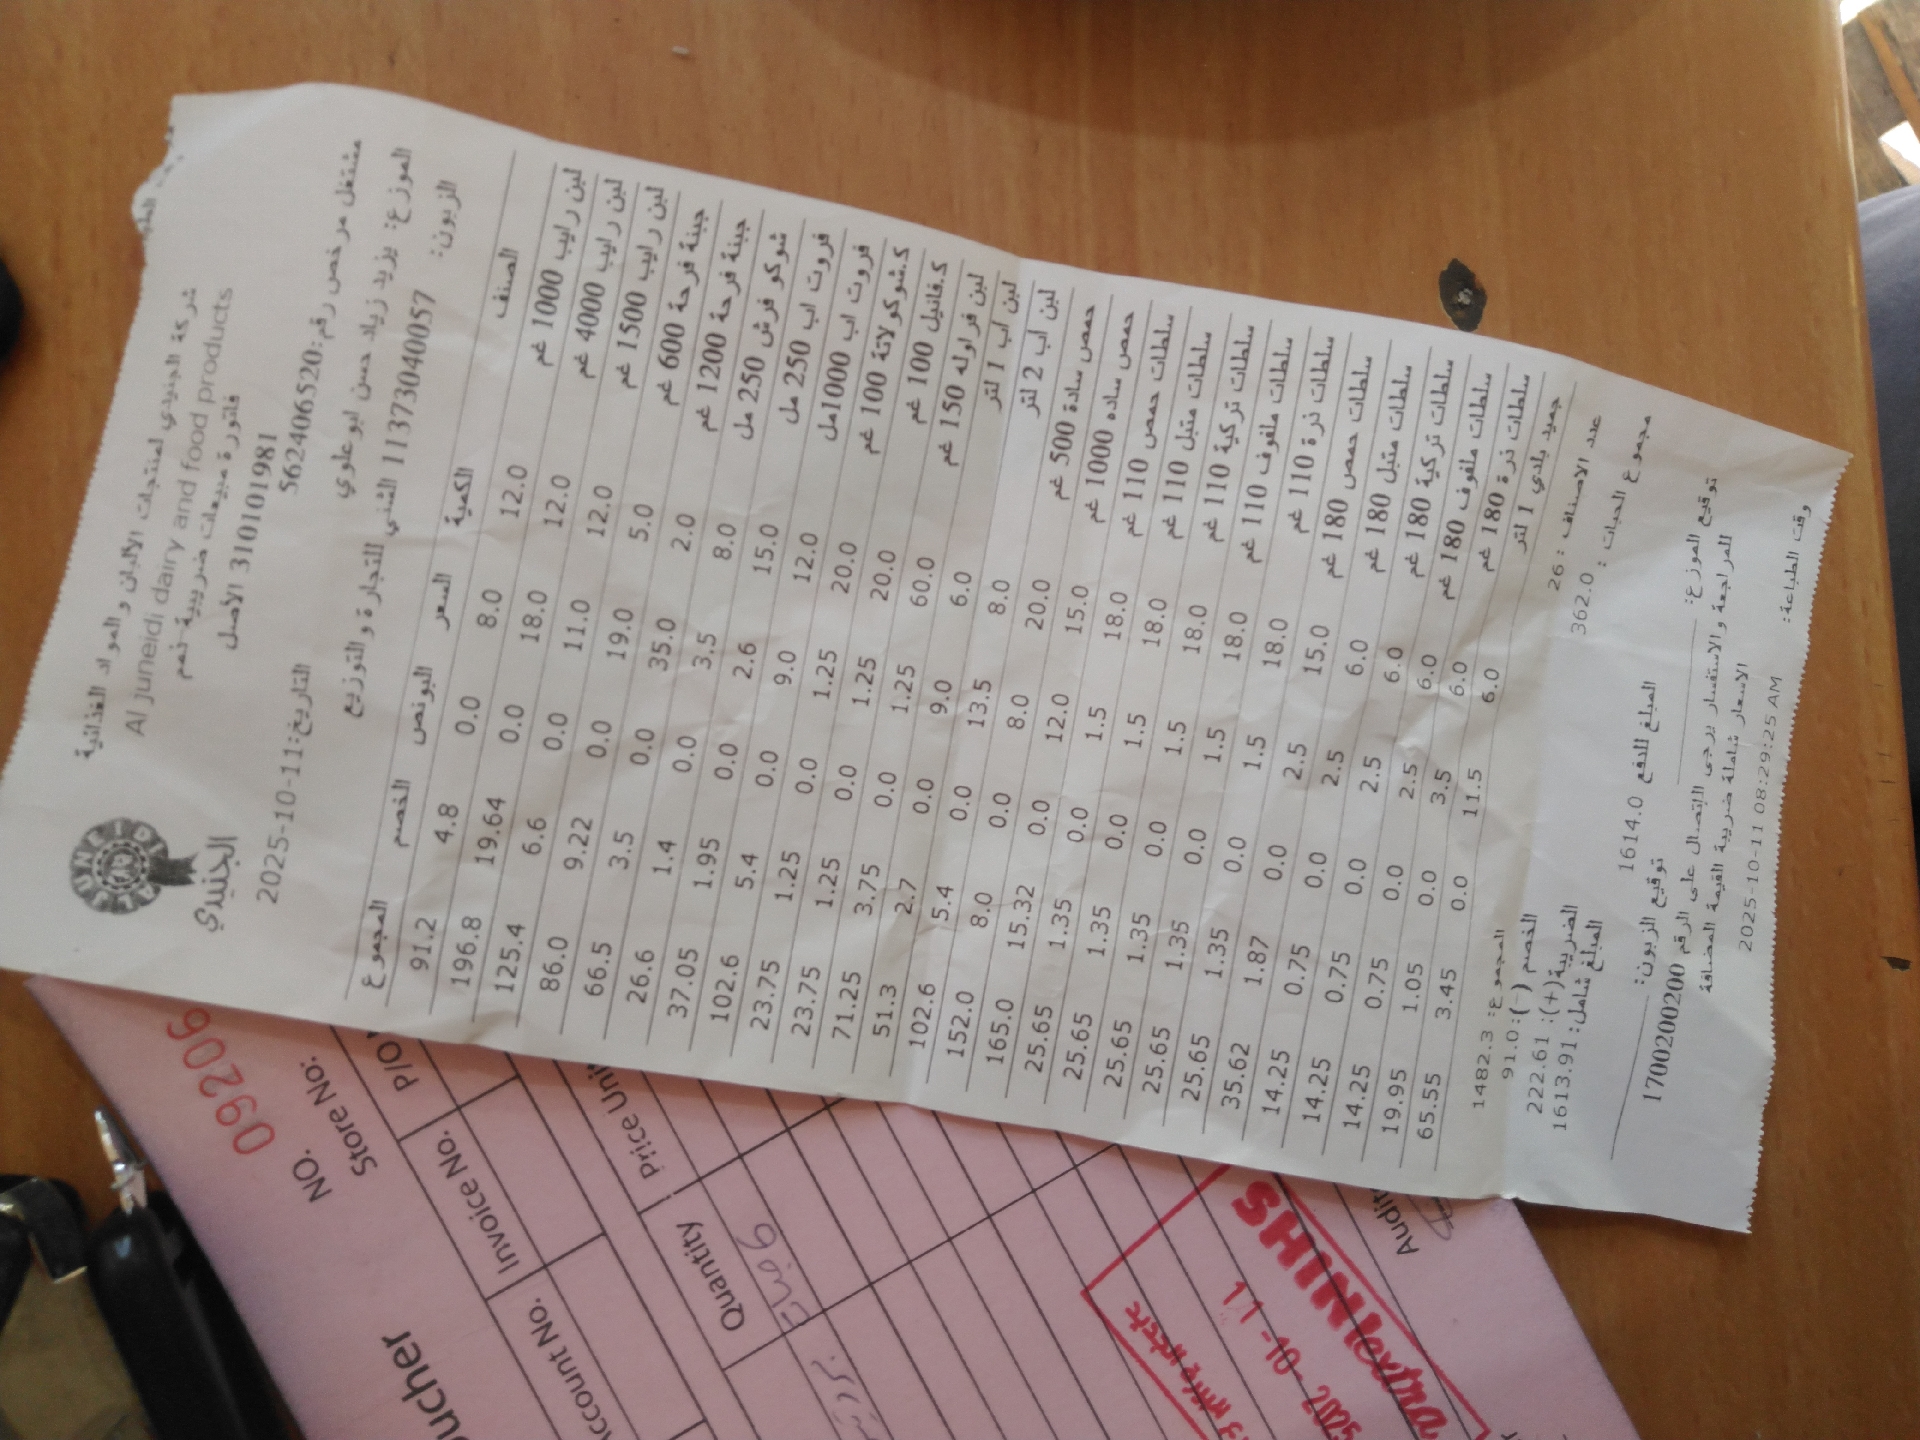 شركة الجنيدي لمنتجات الألبان والمواد الغذائية
Al Juneidi dairy and food products
فاتورة مبيعات ضريبية نعم
310101981 الأصل
JUNEIDI
الجنيدي
مشتغل مرخص رقم:562406520 التاريخ:2025-10-11
الموزع: يزيد زياد حسن ابو علوي
الزبون: 11373040057 الشني للتجارة والتوزيع
الصنف الكمية السعر البونص الخصم المجموع
لبن رايب 1000 غم 12.0 8.0 0.0 4.8 91.2
لبن رايب 4000 غم 12.0 18.0 0.0 19.64 196.8
لبن رايب 1500 غم 12.0 11.0 0.0 6.6 125.4
جبنة فرحة 600 غم 5.0 19.0 0.0 9.22 86.0
جبنة فرحة 1200 غم 2.0 35.0 0.0 3.5 66.5
شوكو فرش 250 مل 8.0 3.5 0.0 1.4 26.6
فروت اب 250 مل 15.0 2.6 0.0 1.95 37.05
فروت اب 1000مل 12.0 9.0 0.0 5.4 102.6
ك.شوكولاتة 100 غم 20.0 1.25 0.0 1.25 23.75
ك.فانيل 100 غم 20.0 1.25 0.0 1.25 23.75
لبن فراوله 150 غم 60.0 1.25 0.0 3.75 71.25
لبن اب 1 لتر 6.0 9.0 0.0 2.7 51.3
لبن اب 2 لتر 8.0 13.5 0.0 5.4 102.6
حمص سادة 500 غم 20.0 8.0 0.0 8.0 152.0
حمص ساده 1000 غم 15.0 12.0 0.0 15.32 165.0
سلطات حمص 110 غم 18.0 1.5 0.0 1.35 25.65
سلطات متبل 110 غم 18.0 1.5 0.0 1.35 25.65
سلطات تركية 110 غم 18.0 1.5 0.0 1.35 25.65
سلطات ملفوف 110 غم 18.0 1.5 0.0 1.35 25.65
سلطات ذرة 110 غم 18.0 1.5 0.0 1.35 25.65
سلطات حمص 180 غم 15.0 2.5 0.0 1.87 35.62
سلطات متبل 180 غم 6.0 2.5 0.0 0.75 14.25
سلطات تركية 180 غم 6.0 2.5 0.0 0.75 14.25
سلطات ملفوف 180 غم 6.0 2.5 0.0 0.75 14.25
سلطات ذرة 180 غم 6.0 3.5 0.0 1.05 19.95
جميد بلدي 1 لتر 6.0 11.5 0.0 3.45 65.55
عدد الاصناف : 26 المجموع: 1482.3
الخصم (-): 91.0
مجموع الحبات : 362.0 الضريبة(+): 222.61
المبلغ شامل: 1613.91
المبلغ للدفع 1614.0
توقيع الموزع: توقيع الزبون:
للمراجعة والاستفسار يرجى الاتصال على الرقم 1700200200
الاسعار شاملة ضريبة القيمة المضافة
وقت الطباعة: 2025-10-11 08:29:25 AM
oucher
NO. 09206
Store No:
P/O
Invoice No.
Account No.
Price Unit
Quantity
Audit
SHINI
11-10-2025